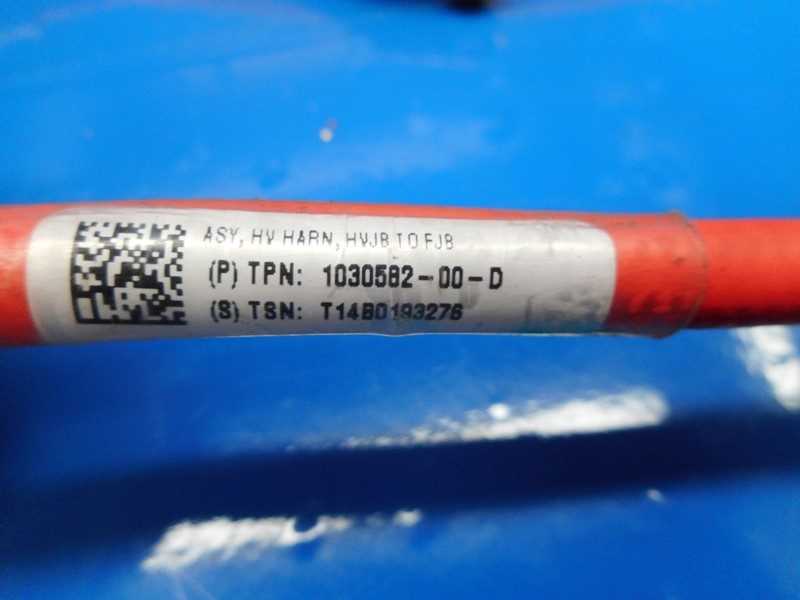 ASY, HV HARN, HVJB TO FJB
(P) TPN: 1030582-00-D
(S) TSN: T14B0193276